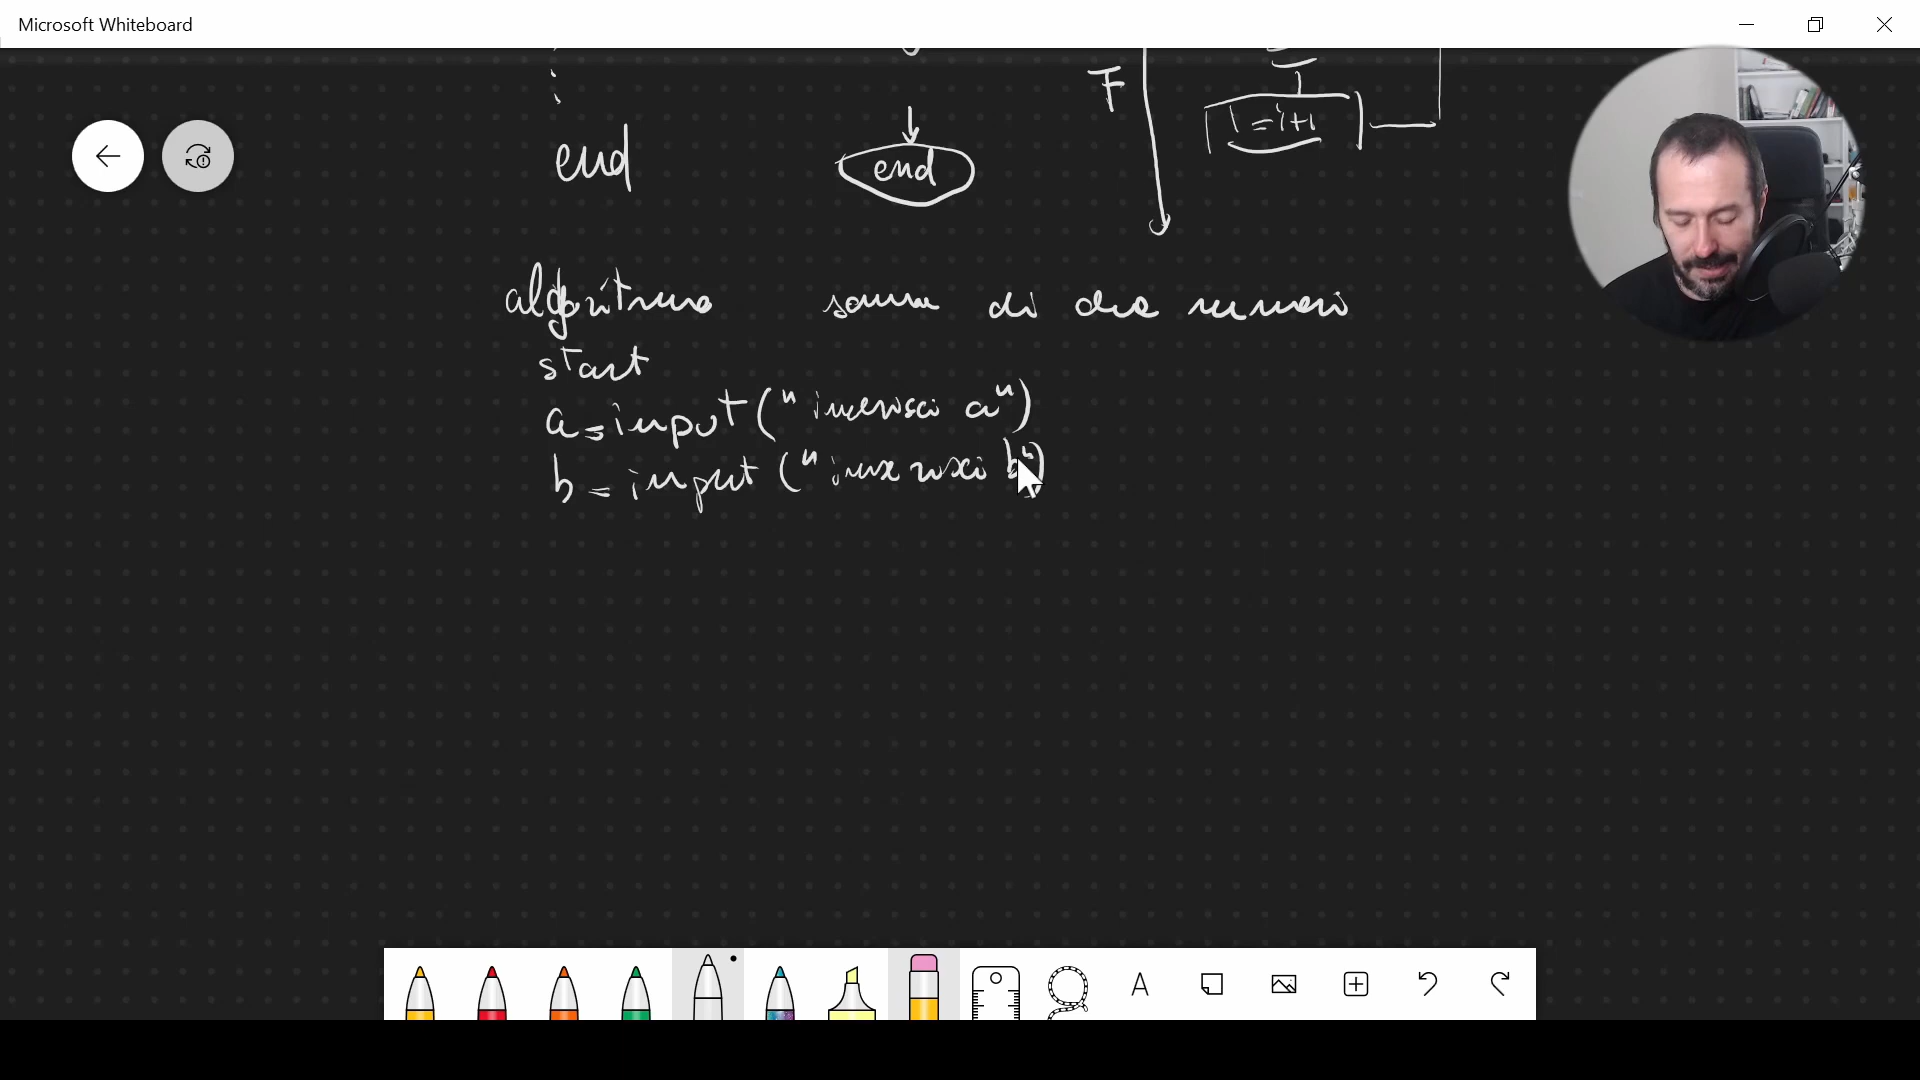 Microsoft Whiteboard
F
i=i+1
end
end
algoritmo somma di due numeri
start
a=input("inserisci a")
b=input("inserisci b")
A